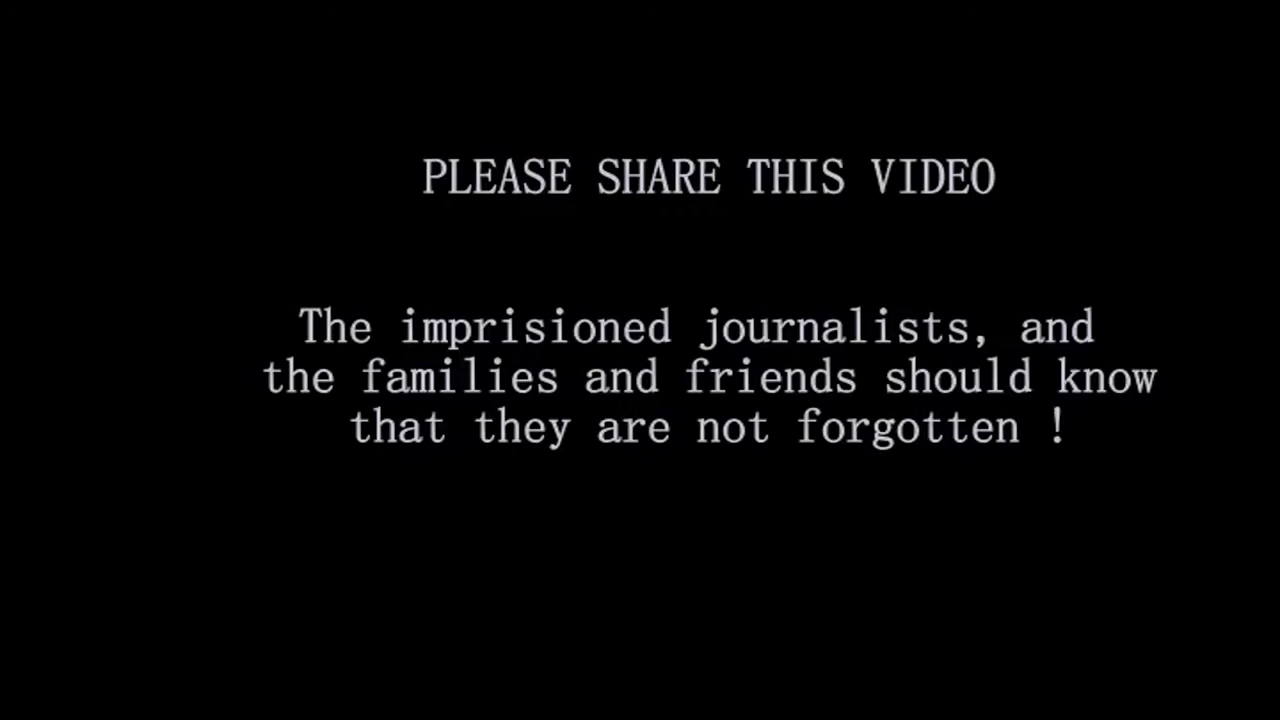 PLEASE SHARE THIS VIDEO
The imprisioned journalists, and
the families and friends should know
that they are not forgotten !